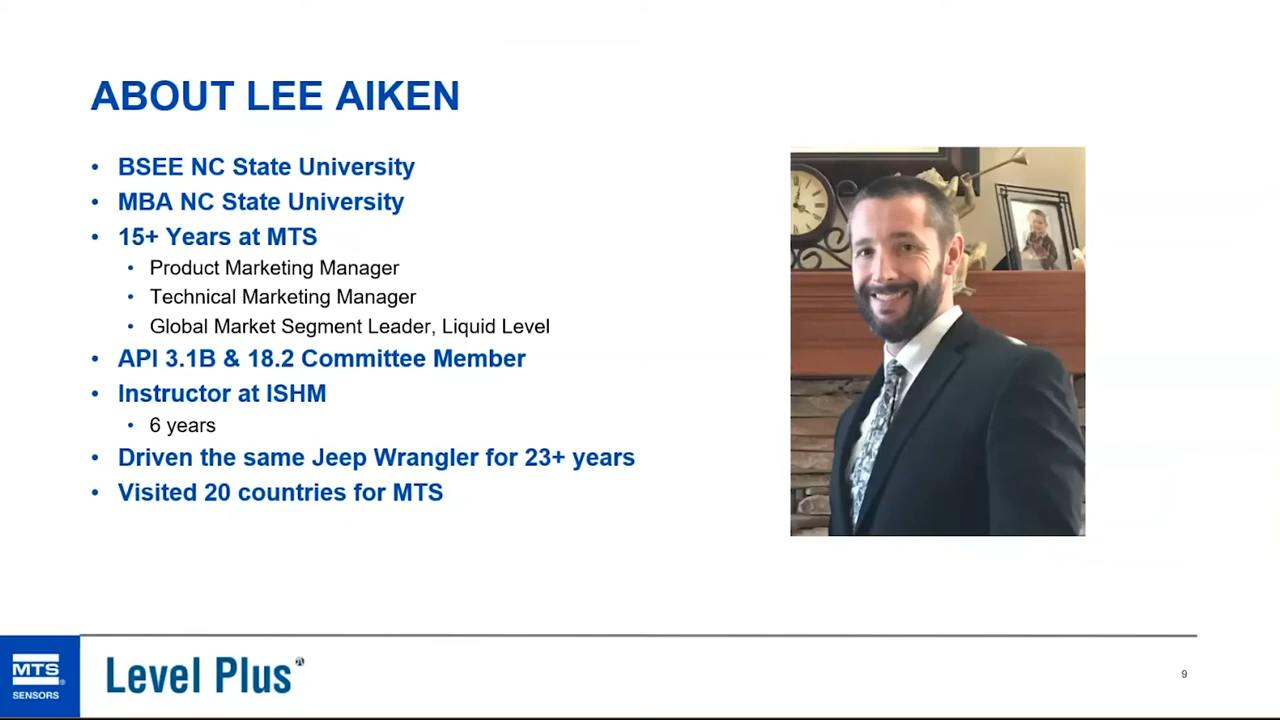 ABOUT LEE AIKEN
• BSEE NC State University
• MBA NC State University
• 15+ Years at MTS
• Product Marketing Manager
• Technical Marketing Manager
• Global Market Segment Leader, Liquid Level
• API 3.1B & 18.2 Committee Member
• Instructor at ISHM
• 6 years
• Driven the same Jeep Wrangler for 23+ years
• Visited 20 countries for MTS
MTS
SENSORS
Level Plus
9